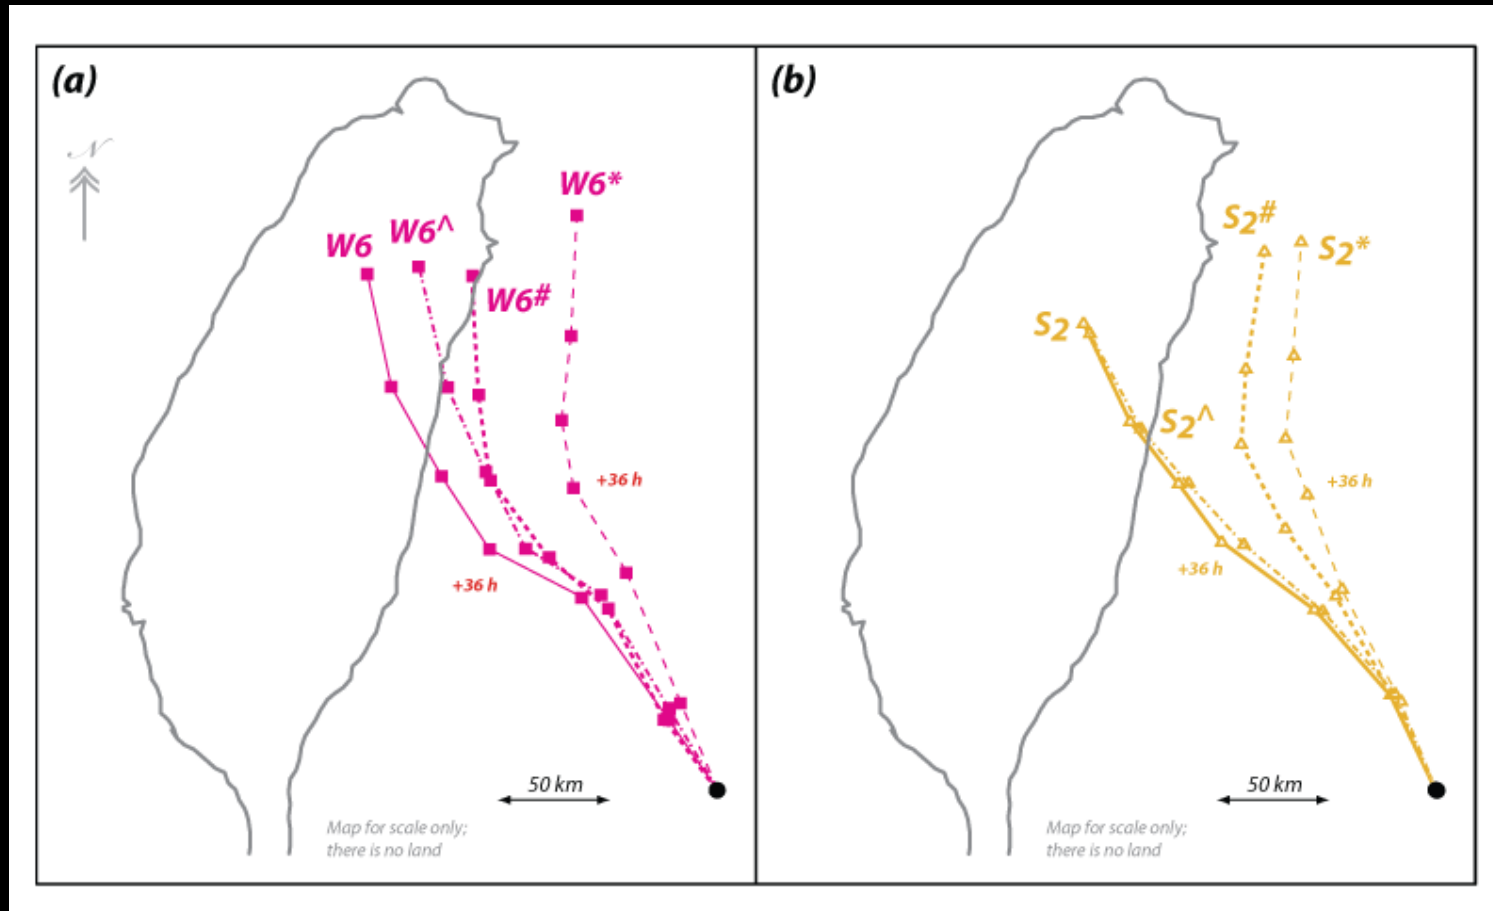 (a)
N
W6*
W6^
W6
W6#
+36 h
+36 h
50 km
Map for scale only;
there is no land
(b)
S2#
S2*
S2
S2^
+36 h
+36 h
50 km
Map for scale only;
there is no land